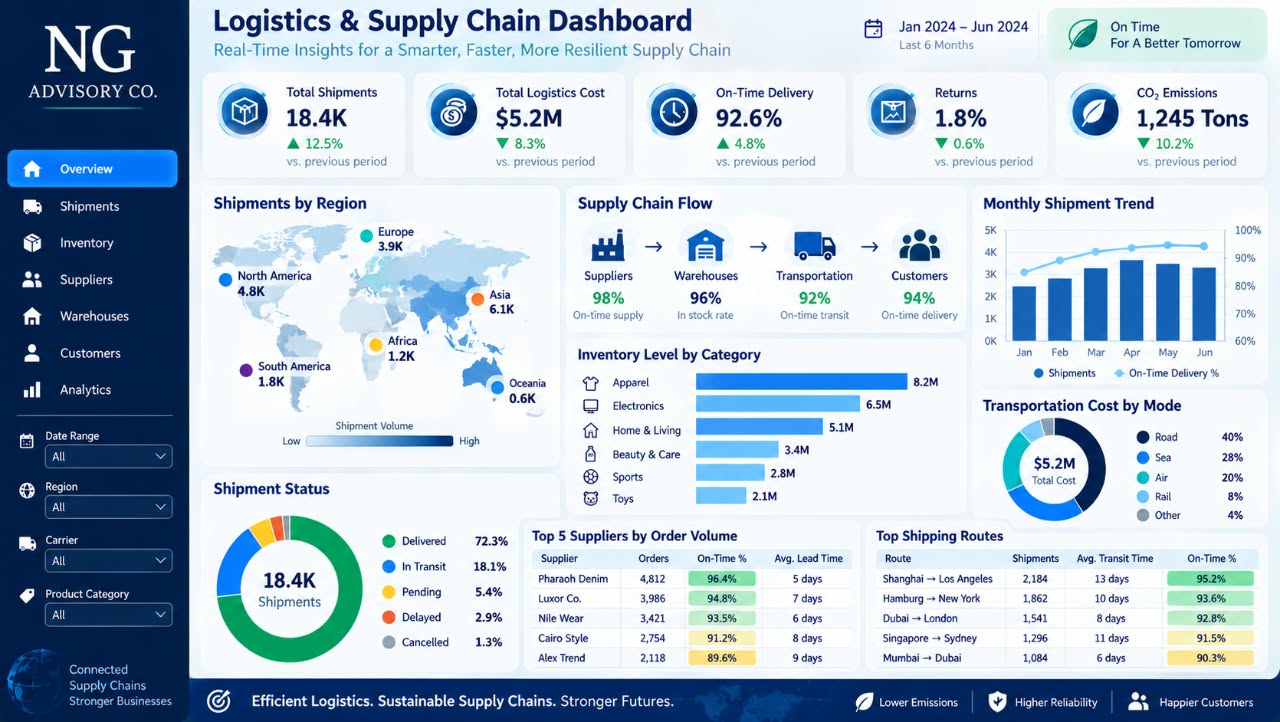 NG
ADVISORY CO.
Overview
Shipments
Inventory
Suppliers
Warehouses
Customers
Analytics
Date Range
All
Region
All
Carrier
All
Product Category
All
Connected
Supply Chains
Stronger Businesses
Logistics & Supply Chain Dashboard
Real-Time Insights for a Smarter, Faster, More Resilient Supply Chain
Jan 2024 – Jun 2024
Last 6 Months
On Time
For A Better Tomorrow
Total Shipments
18.4K
▲ 12.5%
vs. previous period
Total Logistics Cost
$5.2M
▼ 8.3%
vs. previous period
On-Time Delivery
92.6%
▲ 4.8%
vs. previous period
Returns
1.8%
▼ 0.6%
vs. previous period
CO₂ Emissions
1,245 Tons
▼ 10.2%
vs. previous period
Shipments by Region
Europe
3.9K
North America
4.8K
Asia
6.1K
Africa
1.2K
South America
1.8K
Oceania
0.6K
Shipment Volume
Low High
Supply Chain Flow
Suppliers
98%
On-time supply
Warehouses
96%
In stock rate
Transportation
92%
On-time transit
Customers
94%
On-time delivery
Monthly Shipment Trend
5K 100%
4K 90%
3K 80%
2K 70%
1K 60%
0K
Jan Feb Mar Apr May Jun
Shipments On-Time Delivery %
Inventory Level by Category
Apparel 8.2M
Electronics 6.5M
Home & Living 5.1M
Beauty & Care 3.4M
Sports 2.8M
Toys 2.1M
Transportation Cost by Mode
$5.2M
Total Cost
Road 40%
Sea 28%
Air 20%
Rail 8%
Other 4%
Shipment Status
18.4K
Shipments
Delivered 72.3%
In Transit 18.1%
Pending 5.4%
Delayed 2.9%
Cancelled 1.3%
Top 5 Suppliers by Order Volume
Supplier Orders On-Time % Avg. Lead Time
Pharaoh Denim 4,812 96.4% 5 days
Luxor Co. 3,986 94.8% 7 days
Nile Wear 3,421 93.5% 6 days
Cairo Style 2,754 91.2% 8 days
Alex Trend 2,118 89.6% 9 days
Top Shipping Routes
Route Shipments Avg. Transit Time On-Time %
Shanghai → Los Angeles 2,184 13 days 95.2%
Hamburg → New York 1,862 10 days 93.6%
Dubai → London 1,541 8 days 92.8%
Singapore → Sydney 1,296 11 days 91.5%
Mumbai → Dubai 1,084 6 days 90.3%
Efficient Logistics. Sustainable Supply Chains. Stronger Futures.
Lower Emissions
Higher Reliability
Happier Customers